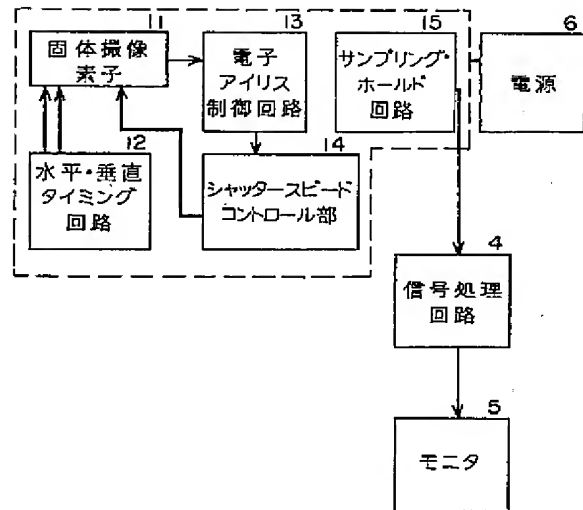 11
固体撮像
素子
13
電子
アイリス
制御回路
15
サンプリング・
ホールド
回路
6
電源
12
水平・垂直
タイミング
回路
14
シャッタースピード
コントロール部
4
信号処理
回路
5
モニタ